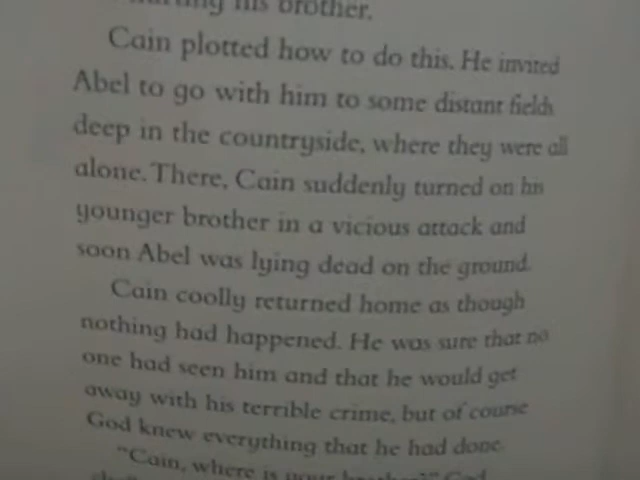 his brother.
Cain plotted how to do this. He invited
Abel to go with him to some distant fields
deep in the countryside, where they were all
alone. There, Cain suddenly turned on his
younger brother in a vicious attack and
soon Abel was lying dead on the ground.
Cain coolly returned home as though
nothing had happened. He was sure that no
one had seen him and that he would get
away with his terrible crime, but of course
God knew everything that he had done.
"Cain, where is your brother?" God